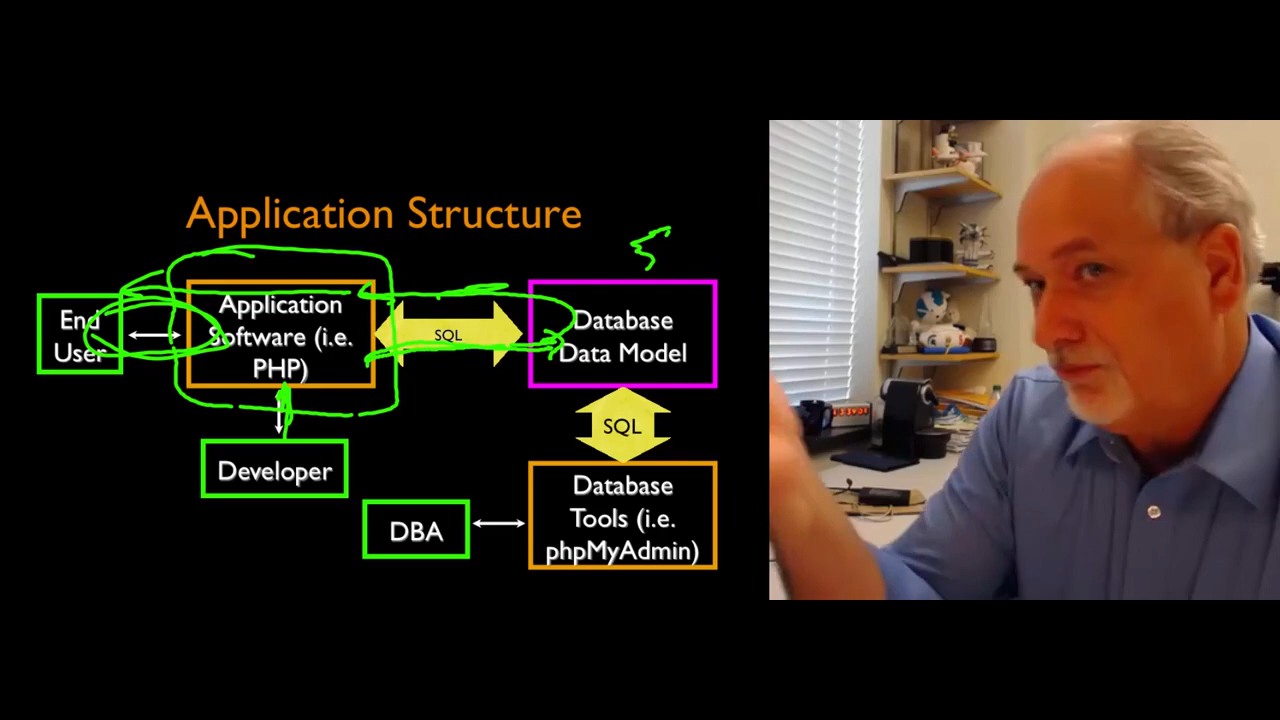 Application Structure
End
User
Application
Software (i.e.
PHP)
SQL
Database
Data Model
SQL
Developer
DBA
Database
Tools (i.e.
phpMyAdmin)